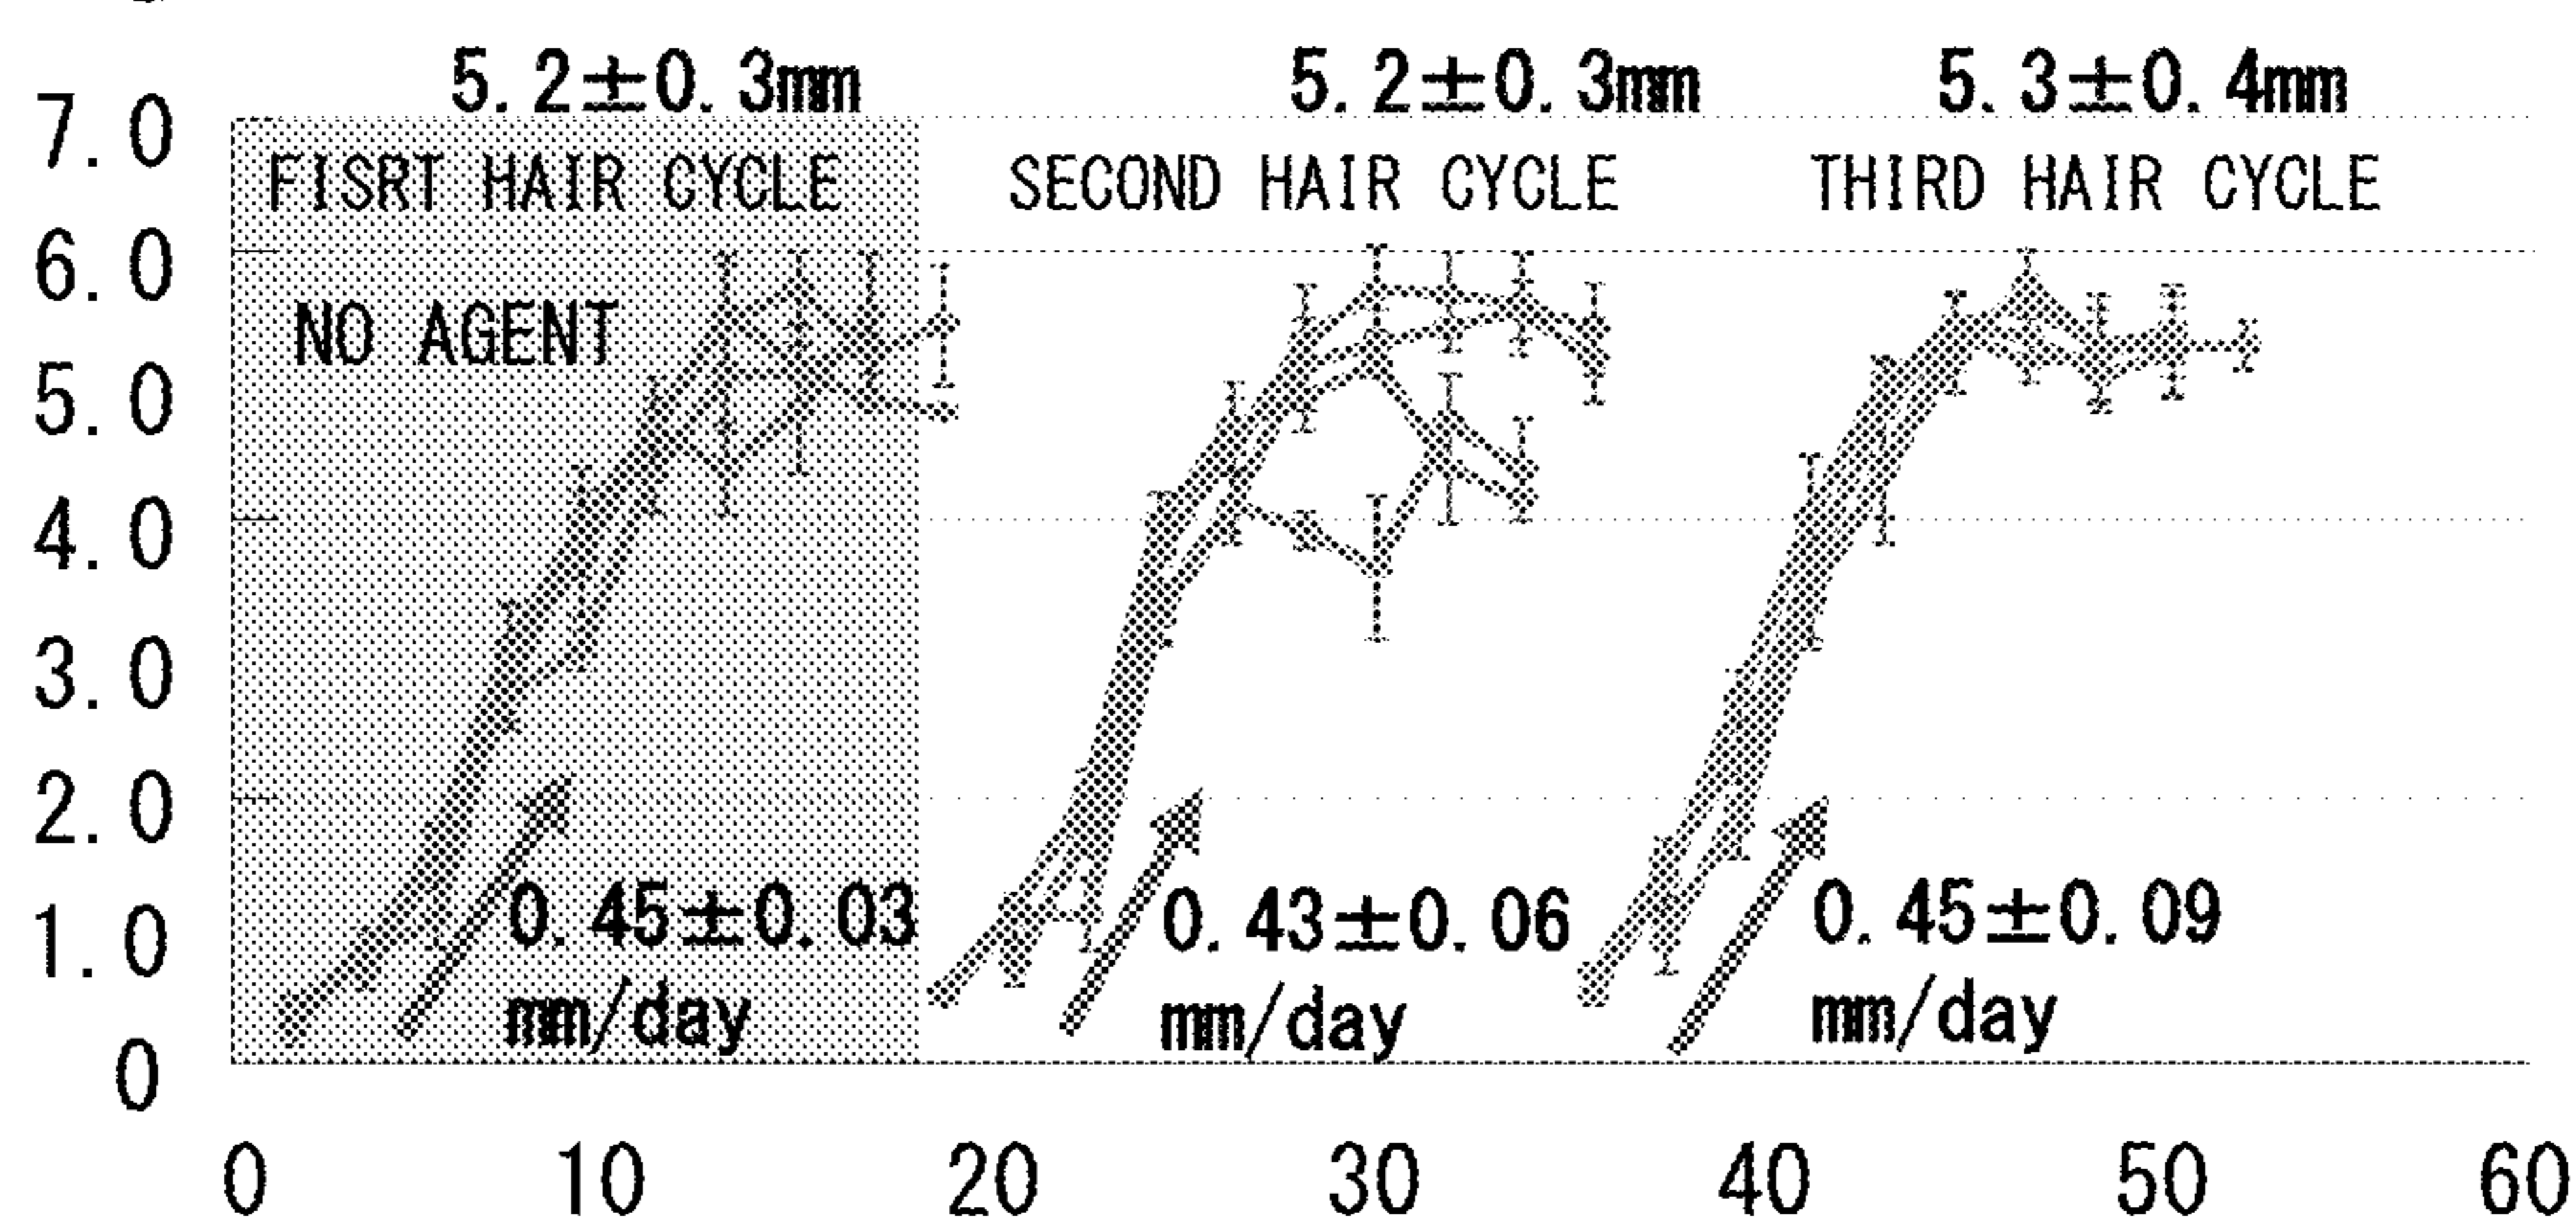 5.2±0.3mm 5.2±0.3mm 5.3±0.4mm
7.0
FISRT HAIR CYCLE SECOND HAIR CYCLE THIRD HAIR CYCLE
6.0
NO AGENT
5.0
4.0
3.0
2.0
1.0
0.45±0.03 0.43±0.06 0.45±0.09
mm/day mm/day mm/day
0
0 10 20 30 40 50 60